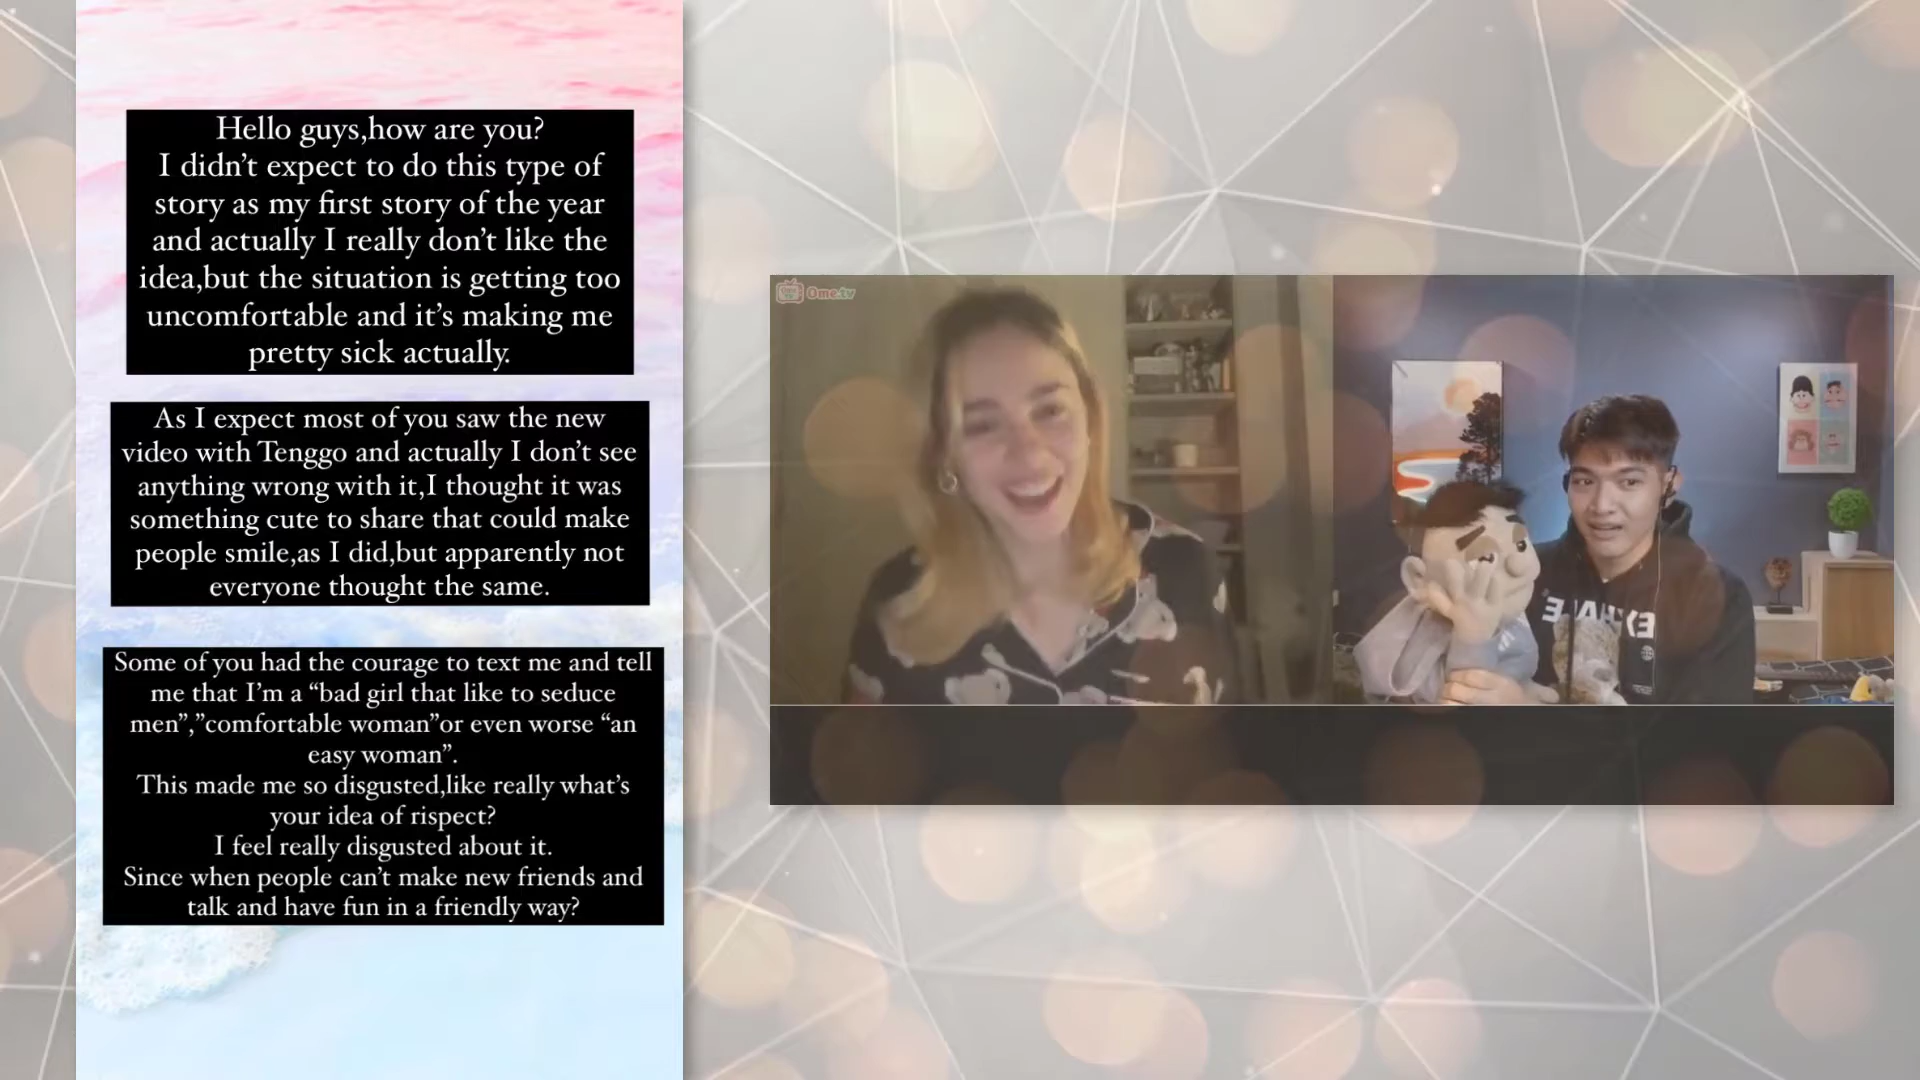 Hello guys,how are you?
I didn't expect to do this type of
story as my first story of the year
and actually I really don't like the
idea,but the situation is getting too
uncomfortable and it's making me
pretty sick actually.
As I expect most of you saw the new
video with Tenggo and actually I don't see
anything wrong with it,I thought it was
something cute to share that could make
people smile,as I did,but apparently not
everyone thought the same.
Some of you had the courage to text me and tell
me that I'm a “bad girl that like to seduce
men”,”comfortable woman”or even worse “an
easy woman”.
This made me so disgusted,like really what's
your idea of rispect?
I feel really disgusted about it.
Since when people can't make new friends and
talk and have fun in a friendly way?
Ome.tv